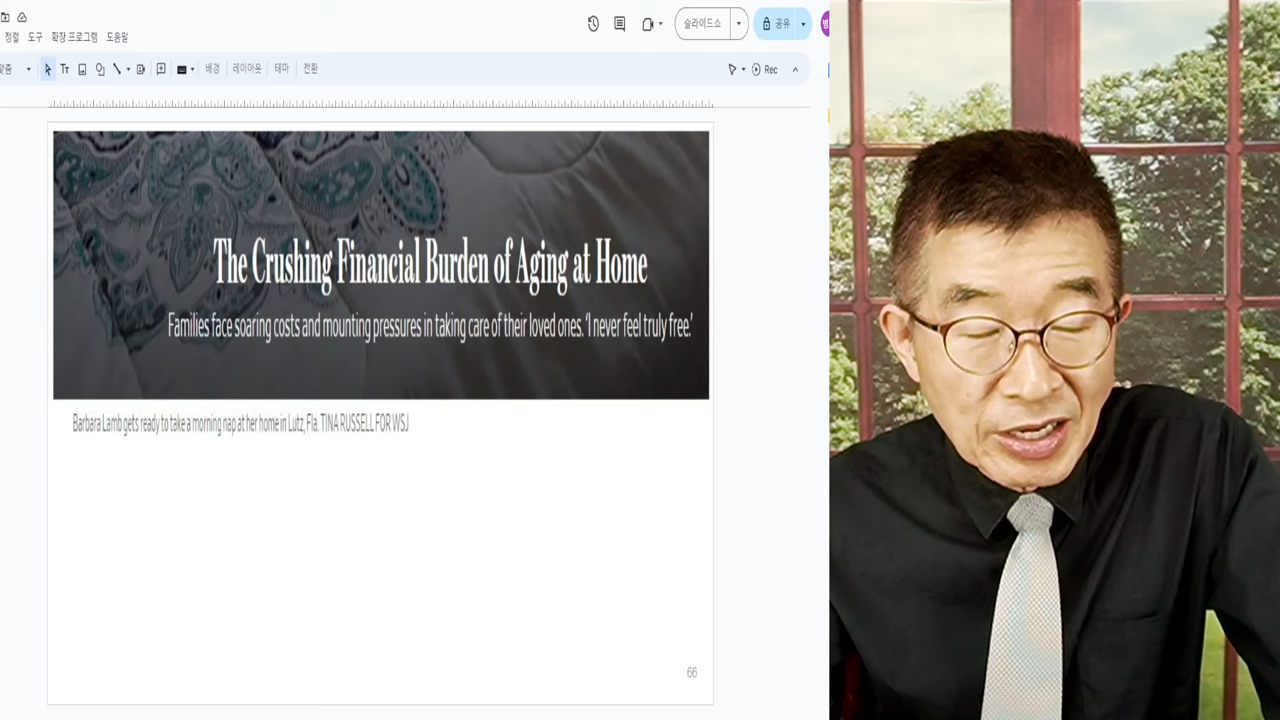 정렬 도구 확장 프로그램 도움말
슬라이드쇼
공유
맞춤
Tт
배경 레이아웃 테마 전환
Rec
The Crushing Financial Burden of Aging at Home
Families face soaring costs and mounting pressures in taking care of their loved ones. 'I never feel truly free.'
Barbara Lamb gets ready to take a morning nap at her home in Lutz, Fla. TINA RUSSELL FOR WSJ
66